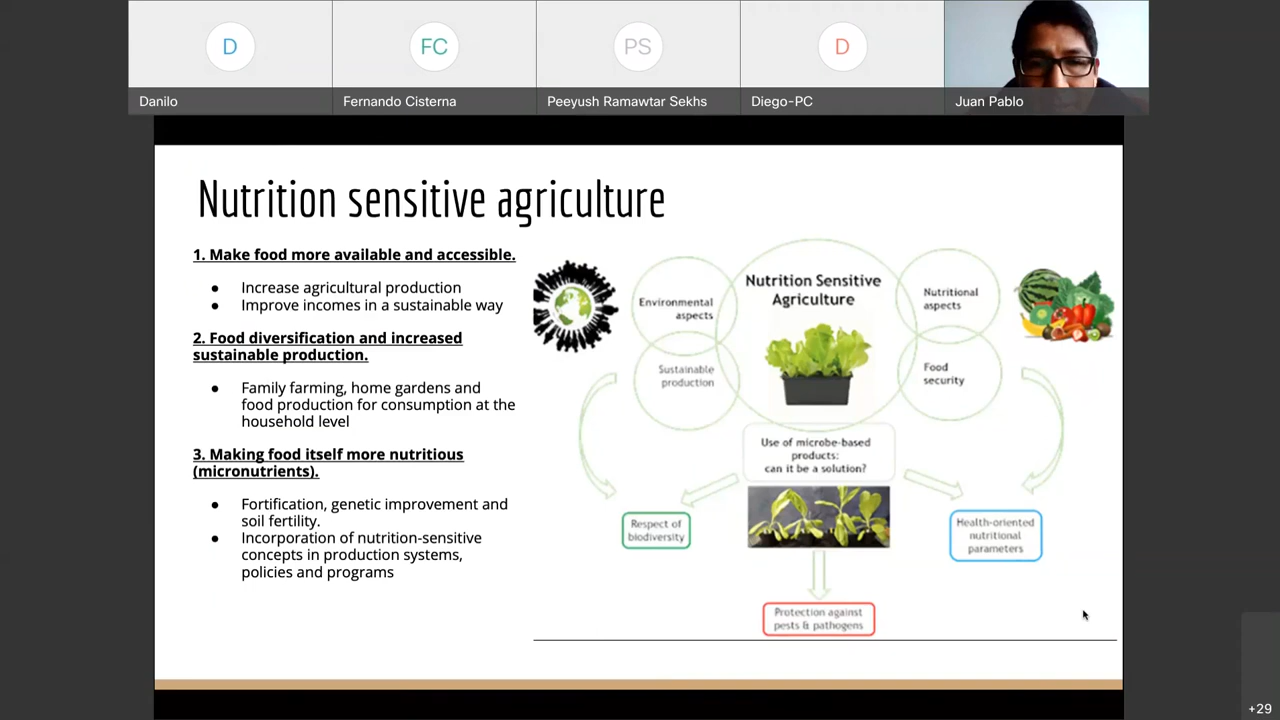 D
FC
PS
D
Danilo
Fernando Cisterna
Peeyush Ramawtar Sekhs
Diego-PC
Juan Pablo
Nutrition sensitive agriculture
1. Make food more available and accessible.
● Increase agricultural production
● Improve incomes in a sustainable way
2. Food diversification and increased
sustainable production.
● Family farming, home gardens and
food production for consumption at the
household level
3. Making food itself more nutritious
(micronutrients).
● Fortification, genetic improvement and
soil fertility.
● Incorporation of nutrition-sensitive
concepts in production systems,
policies and programs
Environmental
aspects
Sustainable
production
Nutrition Sensitive
Agriculture
Nutritional
aspects
Food
security
Use of microbe-based
products:
can it be a solution?
Respect of
biodiversity
Health-oriented
nutritional
parameters
Protection against
pests & pathogens
+29